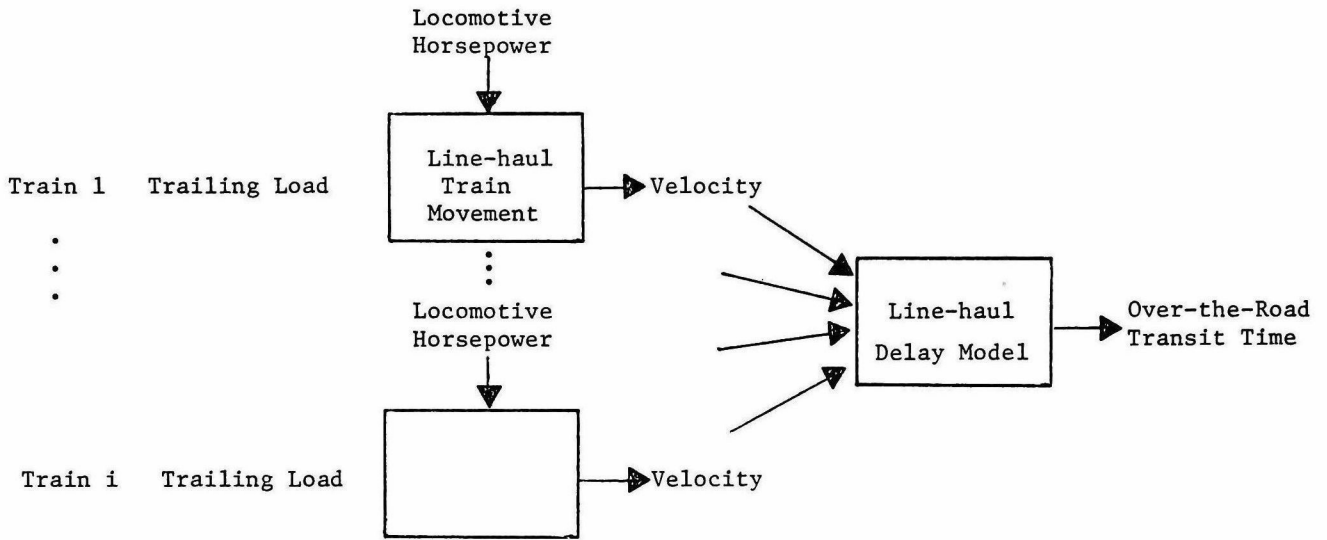 Locomotive
Horsepower
Train 1 Trailing Load
Line-haul
Train
Movement
Velocity
Locomotive
Horsepower
Line-haul
Delay Model
Over-the-Road
Transit Time
Train i Trailing Load
Velocity